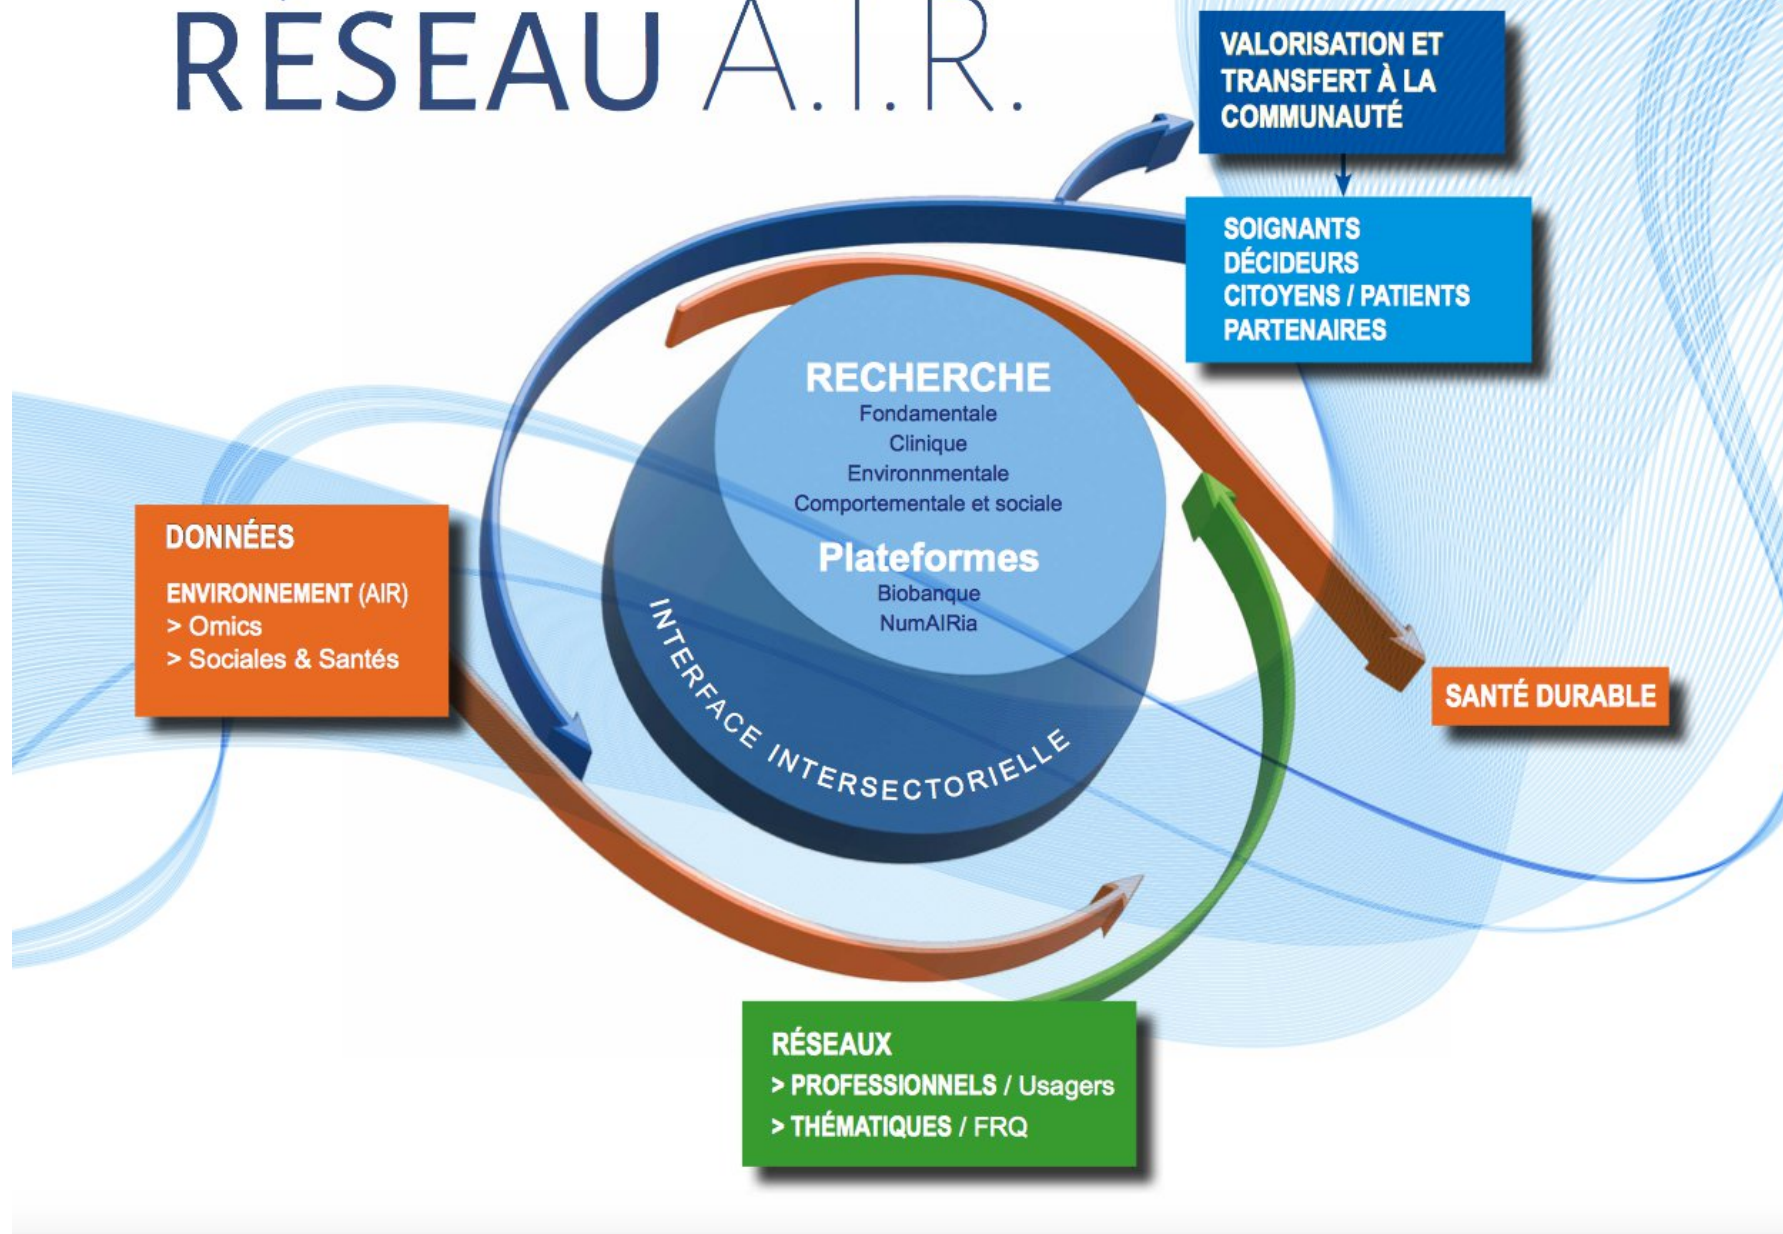 RÉSEAU A.I.R.
VALORISATION ET
TRANSFERT À LA
COMMUNAUTÉ
SOIGNANTS
DÉCIDEURS
CITOYENS / PATIENTS
PARTENAIRES
RECHERCHE
Fondamentale
Clinique
Environnmentale
Comportementale et sociale
Plateformes
Biobanque
NumAIRia
INTERFACE INTERSECTORIELLE
DONNÉES
ENVIRONNEMENT (AIR)
> Omics
> Sociales & Santés
SANTÉ DURABLE
RÉSEAUX
> PROFESSIONNELS / Usagers
> THÉMATIQUES / FRQ